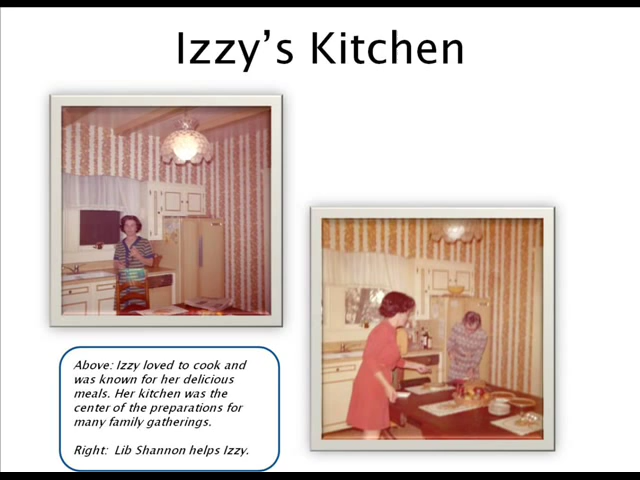 Izzy’s Kitchen
Above: Izzy loved to cook and
was known for her delicious
meals. Her kitchen was the
center of the preparations for
many family gatherings.
Right:  Lib Shannon helps Izzy.